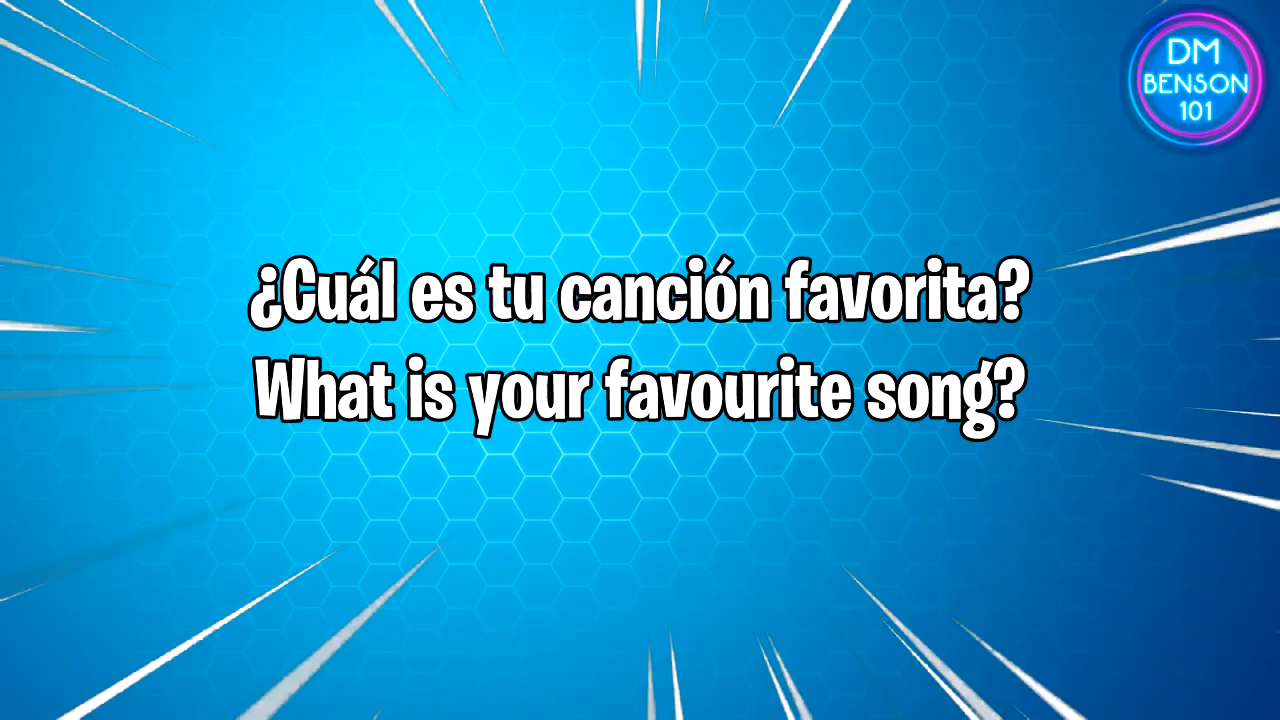 DM
BENSON
101
¿Cuál es tu canción favorita?
What is your favourite song?